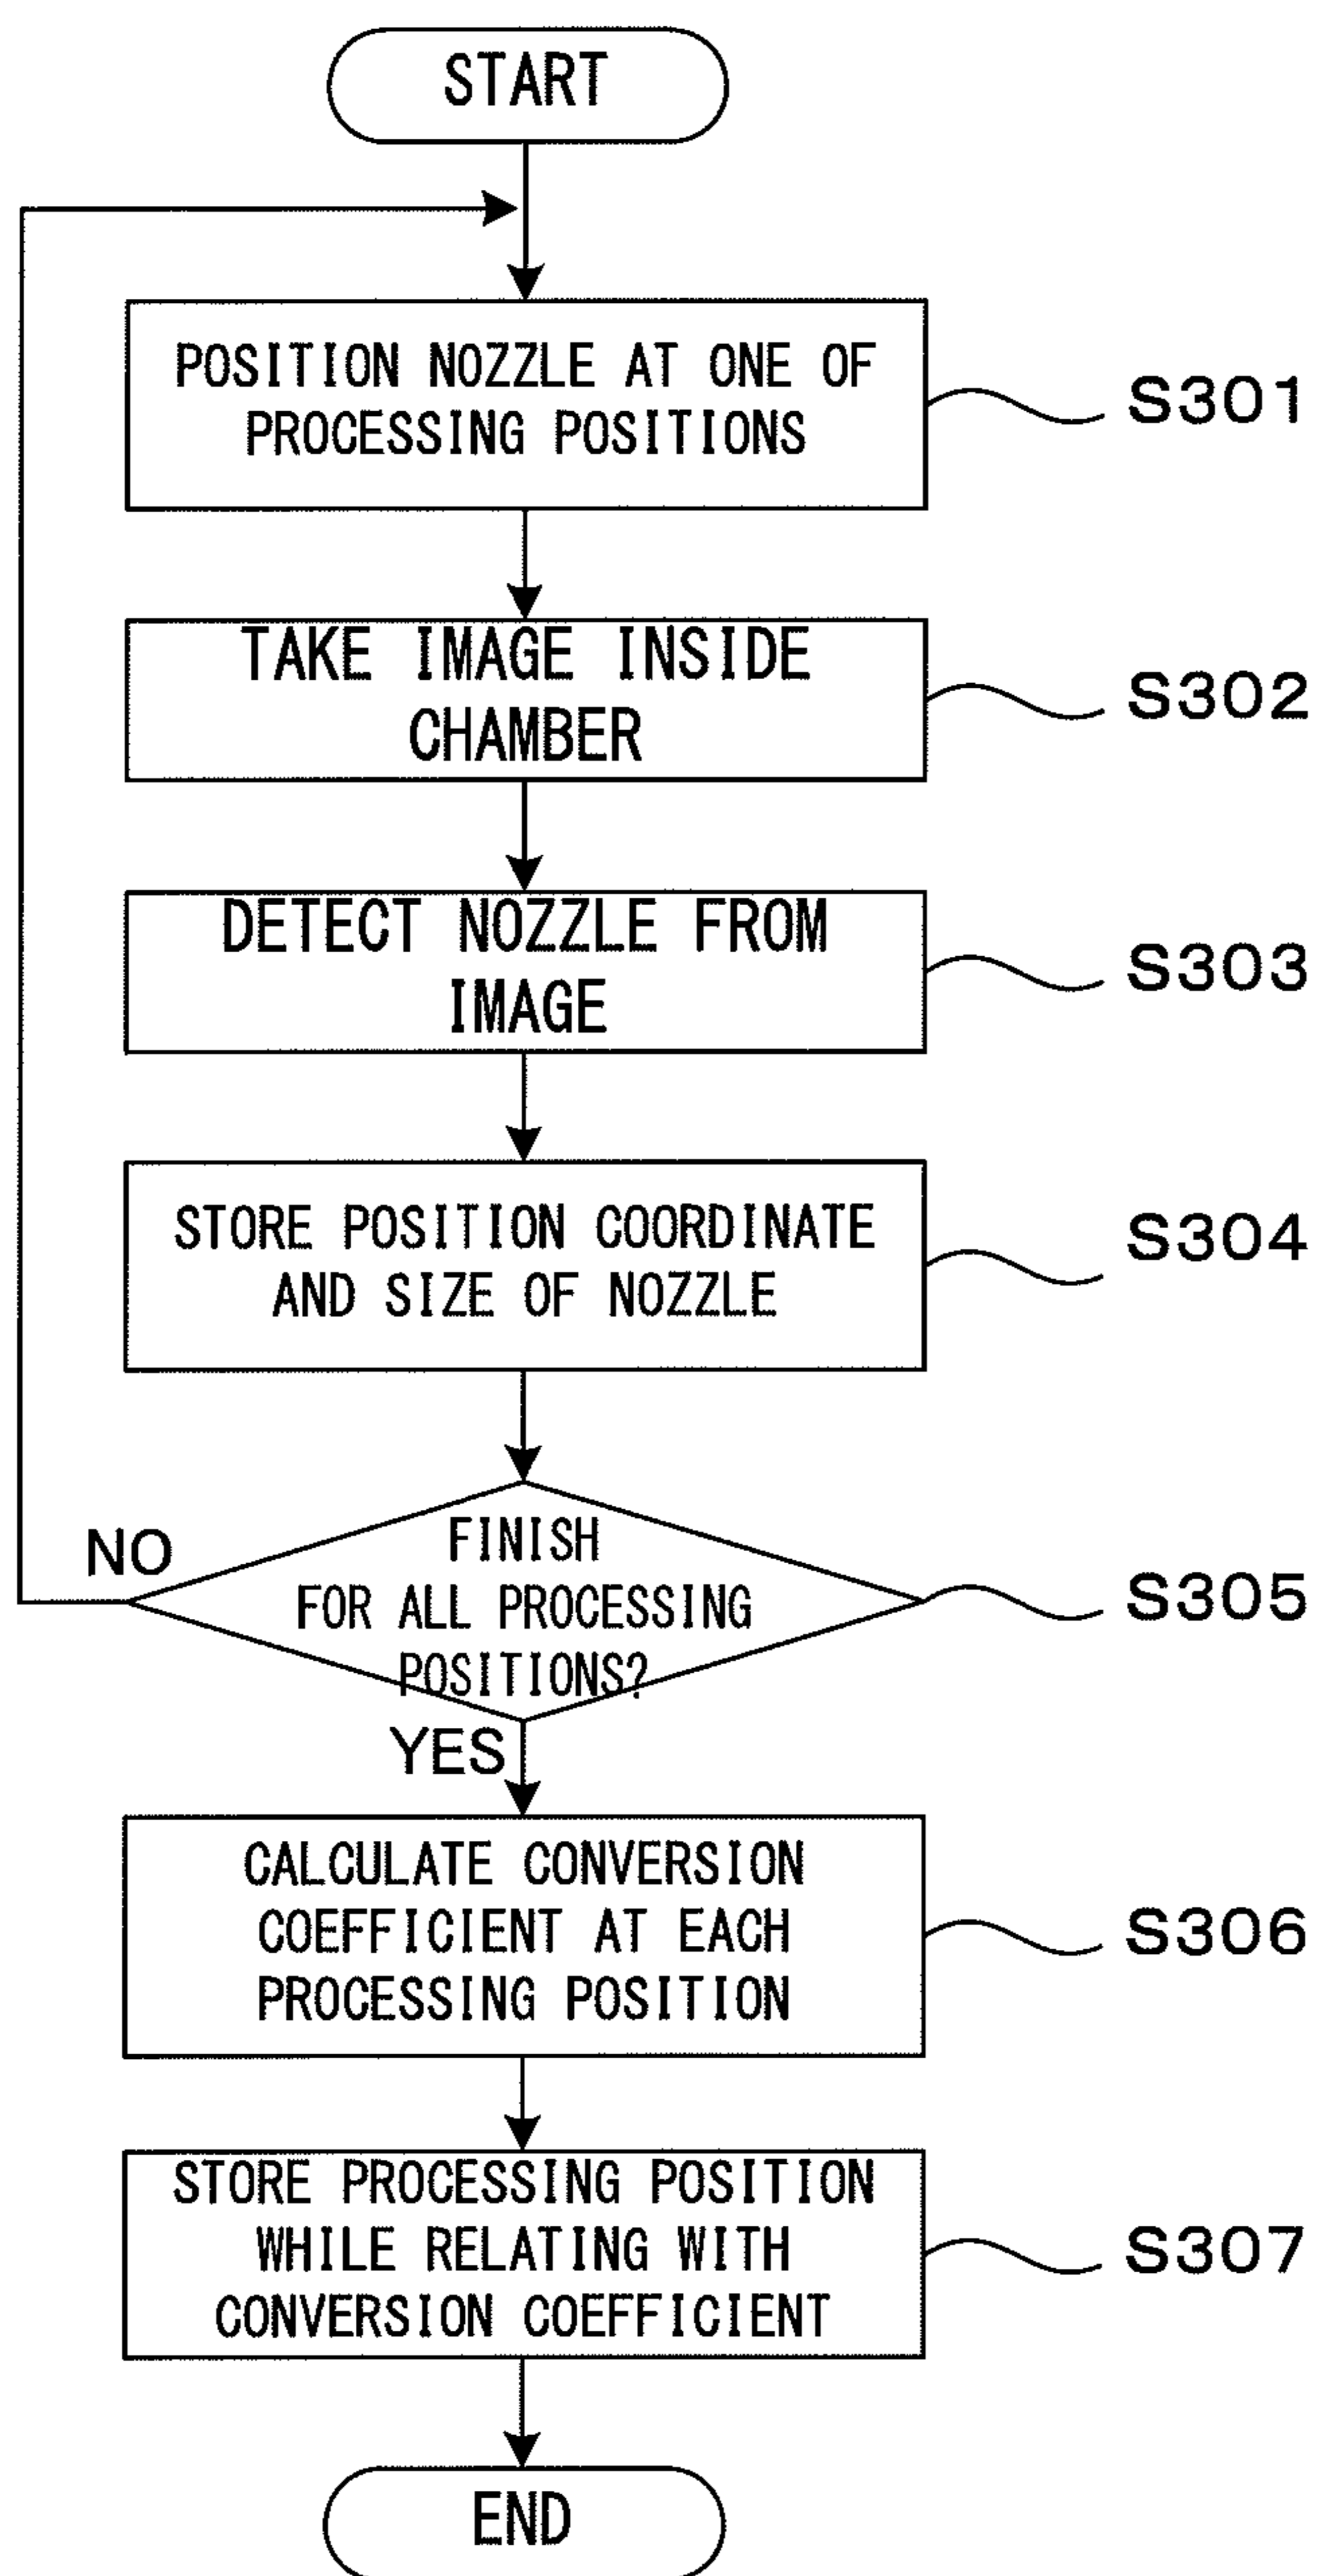 START
POSITION NOZZLE AT ONE OF
PROCESSING POSITIONS
S301
TAKE IMAGE INSIDE
CHAMBER
S302
DETECT NOZZLE FROM
IMAGE
S303
STORE POSITION COORDINATE
AND SIZE OF NOZZLE
S304
FINISH
FOR ALL PROCESSING
POSITIONS?
S305
NO
YES
CALCULATE CONVERSION
COEFFICIENT AT EACH
PROCESSING POSITION
S306
STORE PROCESSING POSITION
WHILE RELATING WITH
CONVERSION COEFFICIENT
S307
END